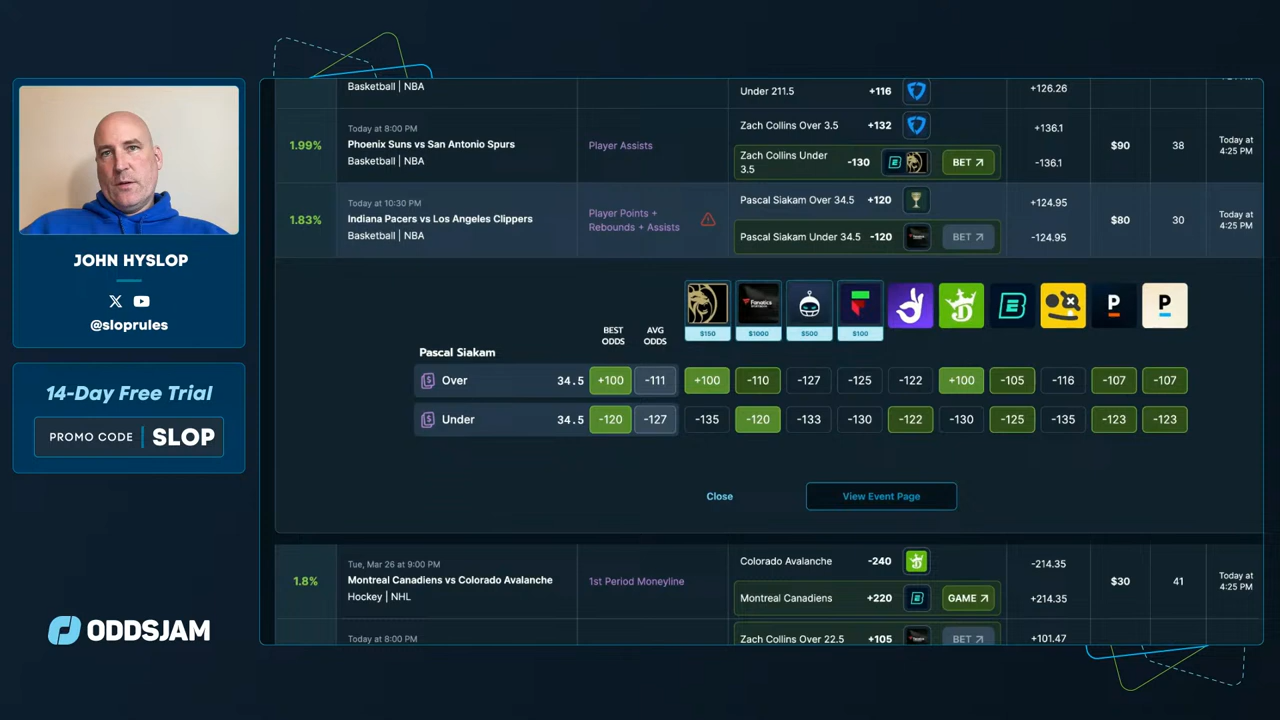 JOHN HYSLOP
@sloprules
14-Day Free Trial
PROMO CODE SLOP
ODDSJAM
Basketball | NBA
Under 211.5 +116
+126.26
1.99%
Today at 8:00 PM
Phoenix Suns vs San Antonio Spurs
Basketball | NBA
Player Assists
Zach Collins Over 3.5 +132
Zach Collins Under
3.5
-130
BET
+136.1
-136.1
$90
38
Today at
4:25 PM
1.83%
Today at 10:30 PM
Indiana Pacers vs Los Angeles Clippers
Basketball | NBA
Player Points +
Rebounds + Assists
Pascal Siakam Over 34.5 +120
Pascal Siakam Under 34.5 -120 BET
+124.95
-124.95
$80
30
Today at
4:25 PM
Fanatics
$150 $1000 $500 $100
BEST
ODDS
AVG
ODDS
Pascal Siakam
Over 34.5 +100 -111 +100 -110 -127 -125 -122 +100 -105 -116 -107 -107
Under 34.5 -120 -127 -135 -120 -133 -130 -122 -130 -125 -135 -123 -123
Close
View Event Page
1.8%
Tue, Mar 26 at 9:00 PM
Montreal Canadiens vs Colorado Avalanche
Hockey | NHL
1st Period Moneyline
Colorado Avalanche -240
Montreal Canadiens +220 GAME
-214.35
+214.35
$30
41
Today at
4:25 PM
Today at 8:00 PM
Zach Collins Over 22.5 +105 BET
+101.47